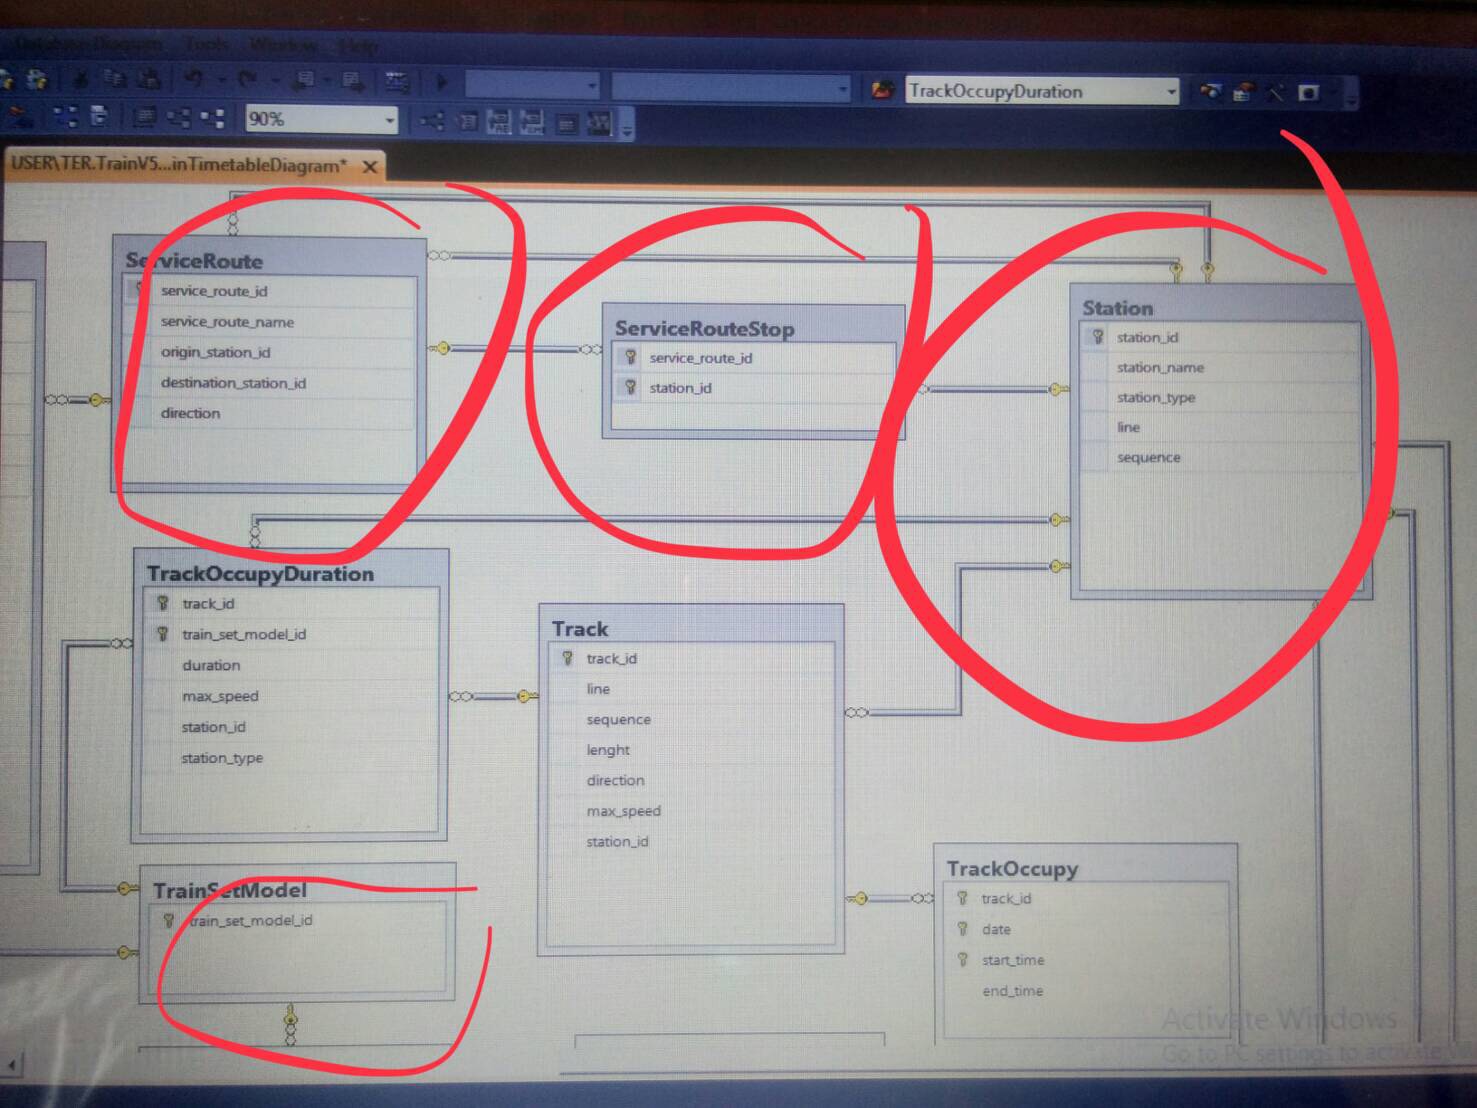 Database Diagram Tools Window Help
TrackOccupyDuration
90%
USER\TER.TrainV5...inTimetableDiagram*
ServiceRoute
service_route_id
service_route_name
origin_station_id
destination_station_id
direction
ServiceRouteStop
service_route_id
station_id
Station
station_id
station_name
station_type
line
sequence
TrackOccupyDuration
track_id
train_set_model_id
duration
max_speed
station_id
station_type
Track
track_id
line
sequence
lenght
direction
max_speed
station_id
TrainSetModel
train_set_model_id
TrackOccupy
track_id
date
start_time
end_time
Activate Windows
Go to PC settings to activate